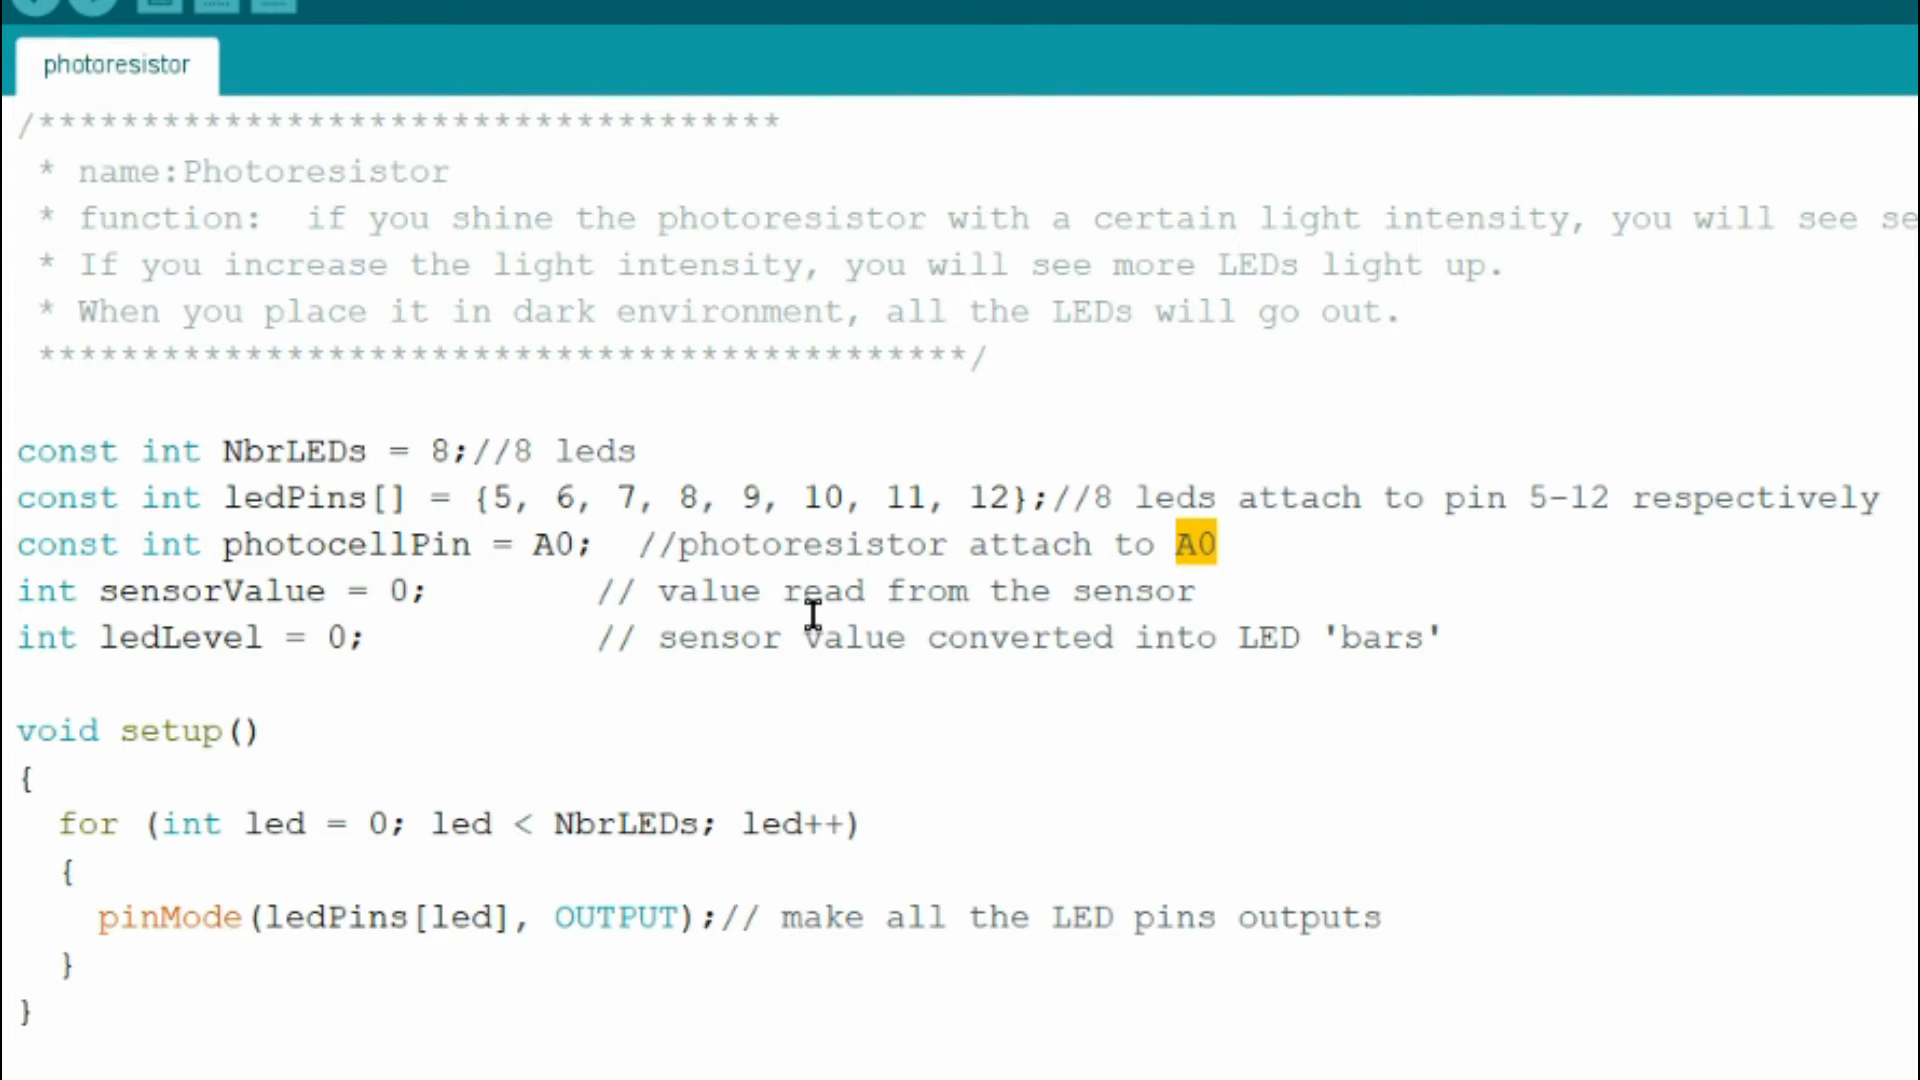 photoresistor
/************************************
 * name:Photoresistor
 * function:  if you shine the photoresistor with a certain light intensity, you will see se
 * If you increase the light intensity, you will see more LEDs light up.
 * When you place it in dark environment, all the LEDs will go out.
 *********************************************/
const int NbrLEDs = 8;//8 leds
const int ledPins[] = {5, 6, 7, 8, 9, 10, 11, 12};//8 leds attach to pin 5-12 respectively
const int photocellPin = A0;  //photoresistor attach to A0
int sensorValue = 0;        // value read from the sensor
int ledLevel = 0;           // sensor value converted into LED 'bars'
void setup()
{
  for (int led = 0; led < NbrLEDs; led++)
  {
    pinMode(ledPins[led], OUTPUT);// make all the LED pins outputs
  }
}